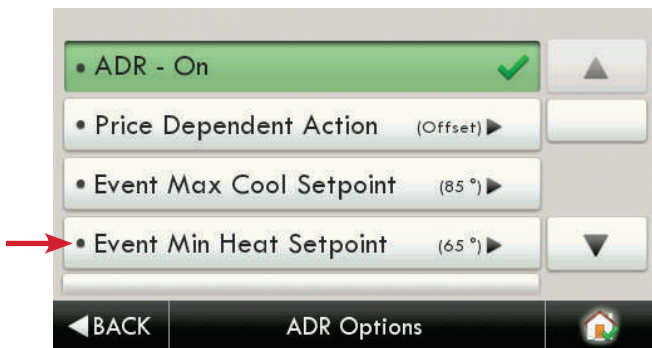 • ADR - On
• Price Dependent Action (Offset)
• Event Max Cool Setpoint (85 °)
• Event Min Heat Setpoint (65 °)
BACK ADR Options